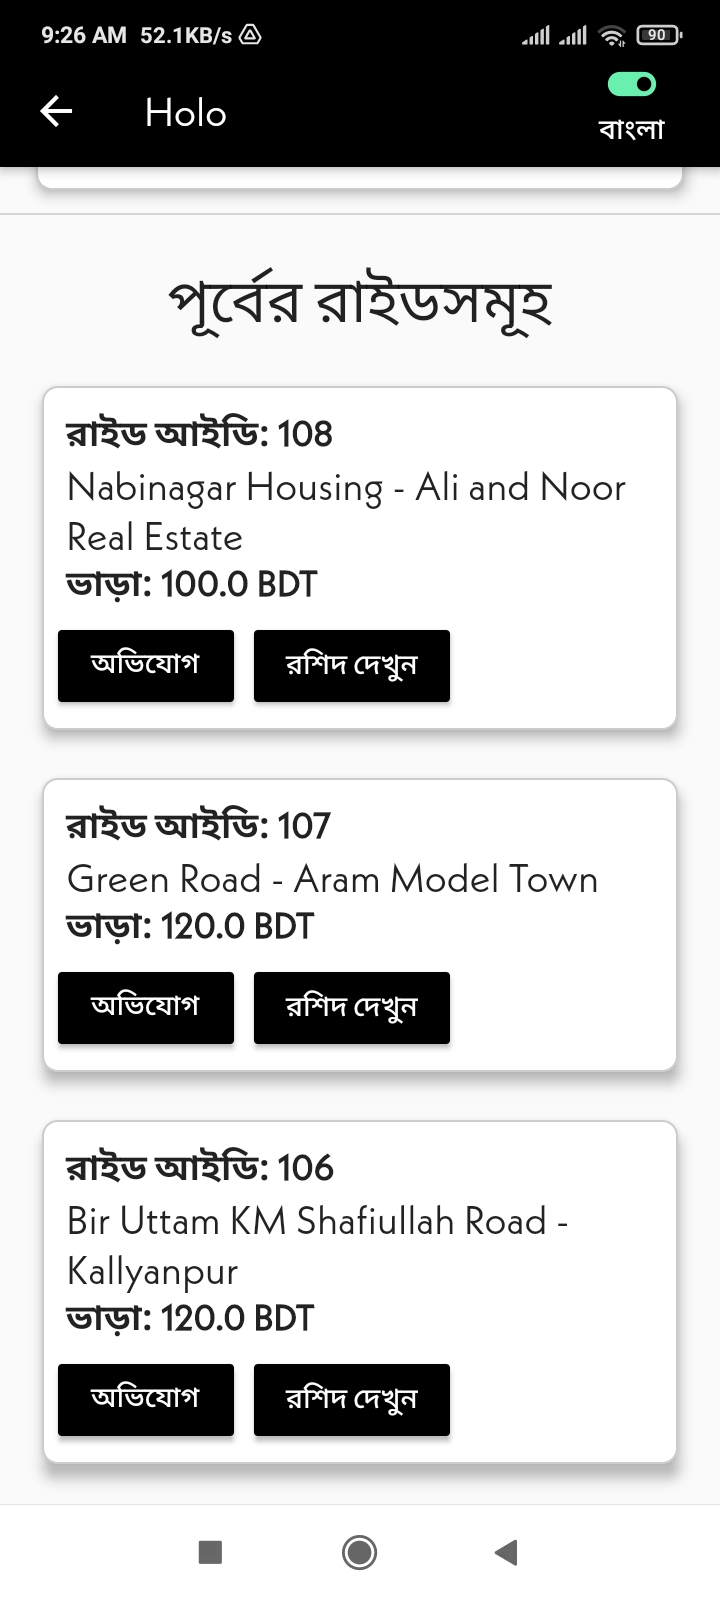 9:26 AM 52.1KB/s 90
Holo
বাংলা
পূর্বের রাইডসমূহ
রাইড আইডি: 108
Nabinagar Housing - Ali and Noor
Real Estate
ভাড়া: 100.0 BDT
অভিযোগ রশিদ দেখুন
রাইড আইডি: 107
Green Road - Aram Model Town
ভাড়া: 120.0 BDT
অভিযোগ রশিদ দেখুন
রাইড আইডি: 106
Bir Uttam KM Shafiullah Road -
Kallyanpur
ভাড়া: 120.0 BDT
অভিযোগ রশিদ দেখুন